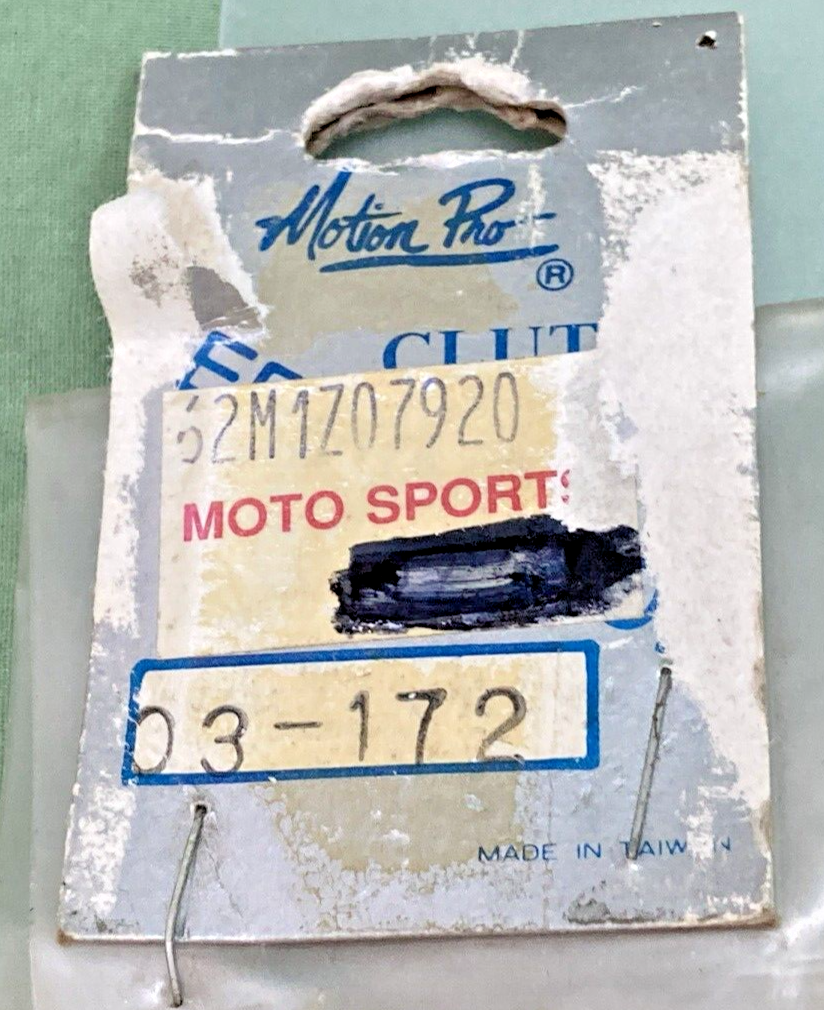 Motion Pro
®
CLUT
62M1Z07920
MOTO SPORTS
03-172
MADE IN TAIWAN